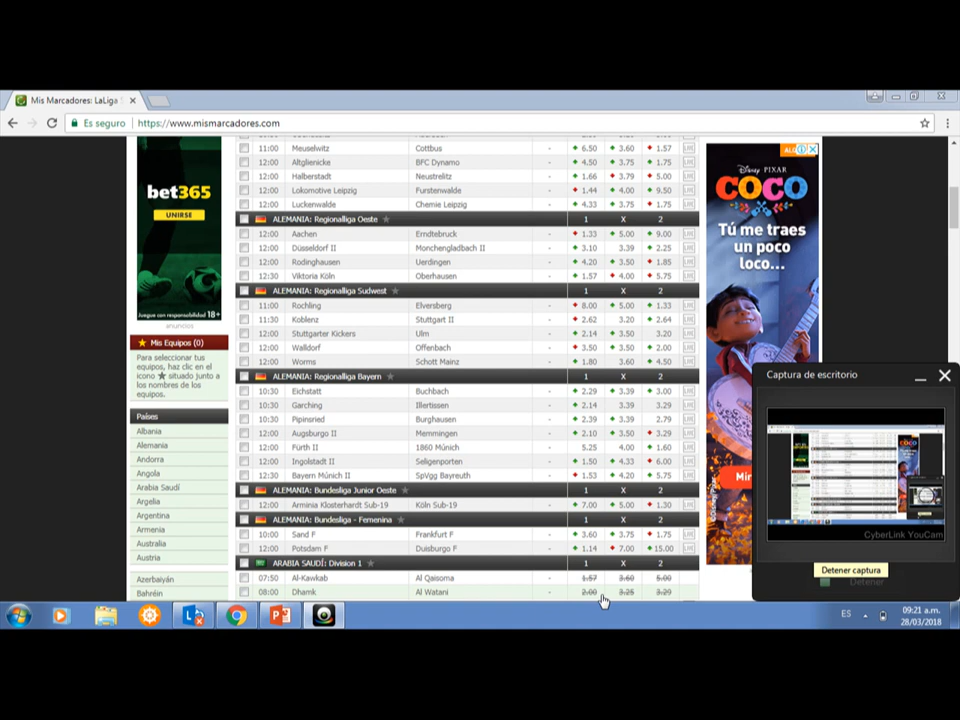 Mis Marcadores: LaLiga
Es seguro
https://www.mismarcadores.com
11:00 Meuselwitz Cottbus - 6.50 3.60 1.57
12:00 Altglienicke BFC Dynamo - 4.50 3.75 1.75
12:00 Halberstadt Neustrelitz - 1.66 3.79 5.00
12:00 Lokomotive Leipzig Furstenwalde - 1.44 4.00 9.50
12:00 Luckenwalde Chemie Leipzig - 4.33 3.75 1.75
ALEMANIA: Regionalliga Oeste 1 X 2
12:00 Aachen Erndtebruck - 1.33 5.00 9.00
12:00 Düsseldorf II Monchengladbach II - 3.10 3.39 2.25
12:00 Rodinghausen Uerdingen - 4.20 3.50 1.85
12:30 Viktoria Köln Oberhausen - 1.57 4.00 5.75
ALEMANIA: Regionalliga Sudwest 1 X 2
11:00 Rochling Elversberg - 8.00 5.00 1.33
11:30 Koblenz Stuttgart II - 2.62 3.20 2.64
12:00 Stuttgarter Kickers Ulm - 2.14 3.50 3.20
12:00 Walldorf Offenbach - 3.50 3.50 2.00
12:00 Worms Schott Mainz - 1.80 3.60 4.50
ALEMANIA: Regionalliga Bayern 1 X 2
10:30 Eichstatt Buchbach - 2.29 3.39 3.00
10:30 Garching Illertissen - 2.14 3.39 3.29
10:30 Pipinsried Burghausen - 2.39 3.39 2.79
12:00 Augsburgo II Memmingen - 2.10 3.50 3.29
12:00 Fürth II 1860 Múnich - 5.25 4.00 1.60
12:00 Ingolstadt II Seligenporten - 1.50 4.33 6.00
12:00 Bayern Múnich II SpVgg Bayreuth - 1.53 4.20 5.75
ALEMANIA: Bundesliga Junior Oeste 1 X 2
12:00 Arminia Klosterhardt Sub-19 Köln Sub-19 - 7.00 5.00 1.30
ALEMANIA: Bundesliga - Femenina 1 X 2
10:00 Sand F Frankfurt F - 3.60 3.75 1.75
12:00 Potsdam F Duisburgo F - 1.14 7.00 15.00
ARABIA SAUDÍ: Division 1 1 X 2
07:50 Al-Kawkab Al Qaisoma - 1.57 3.60 5.00
08:00 Dhamk Al Watani - 2.00 3.25 3.29
bet365
UNIRSE
Juegue con responsabilidad 18+
anuncios
Mis Equipos (0)
Para seleccionar tus
equipos, haz clic en el
icono ★ situado junto a
los nombres de los
equipos.
Países
Albania
Alemania
Andorra
Angola
Arabia Saudí
Argelia
Argentina
Armenia
Australia
Austria
Azerbaiyán
Bahréin
Disney PIXAR
COCO
Tú me traes
un poco
loco...
Captura de escritorio
CyberLink YouCam
Detener captura
Detener
ES
09:21 a.m.
28/03/2018